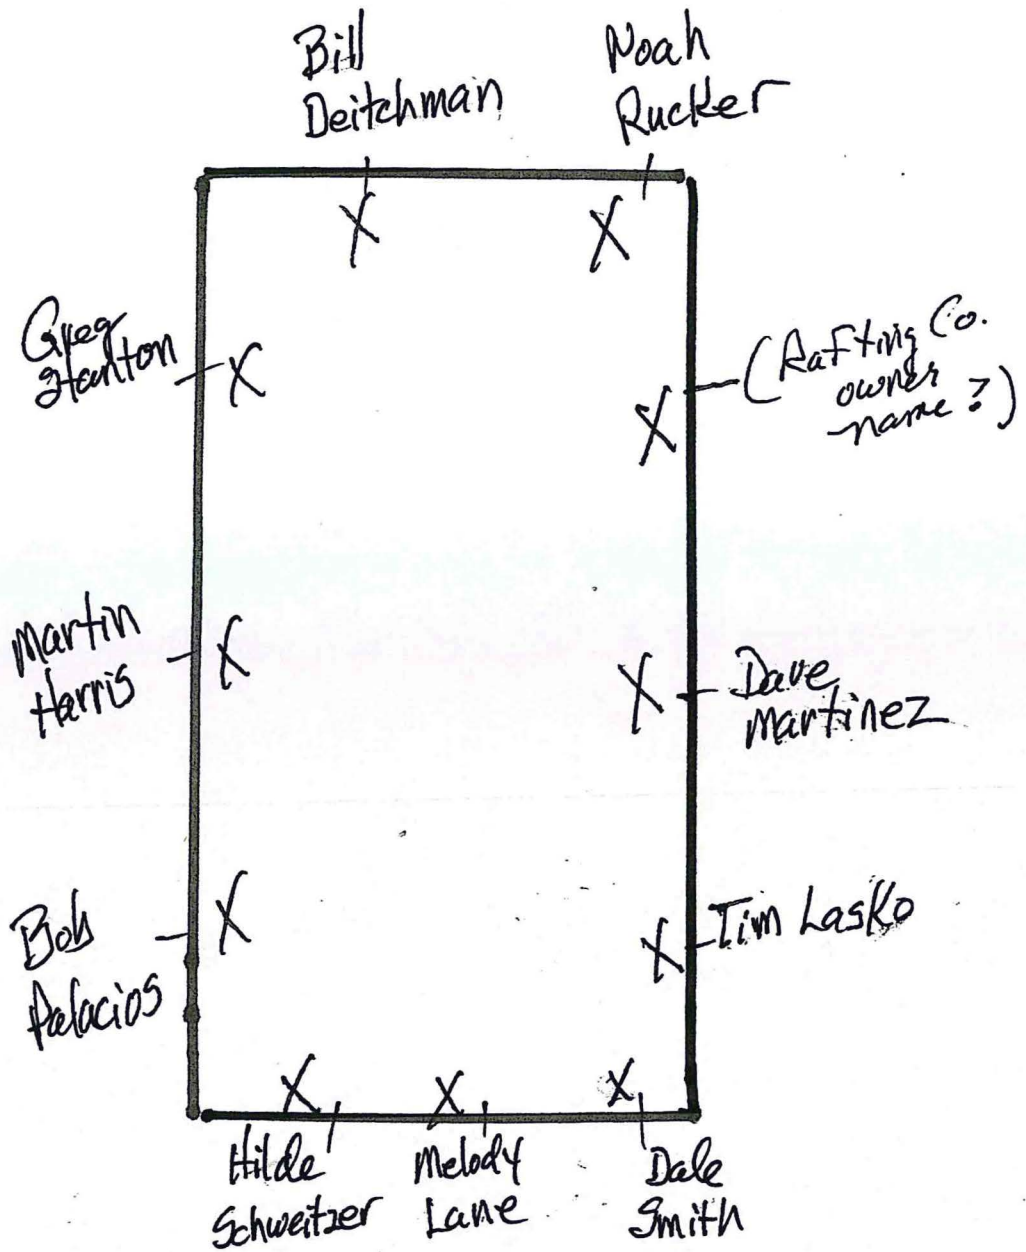 Bill
Deitchman
Noah
Rucker
Greg
Stanton
(Rafting Co.
owner
name?)
Martin
Harris
Dave
Martinez
Bob
Palacios
Tim Lasko
Hilde
Schweitzer
Melody
Lane
Dale
Smith
X
X
X
X
X
X
X
X
X
X
X